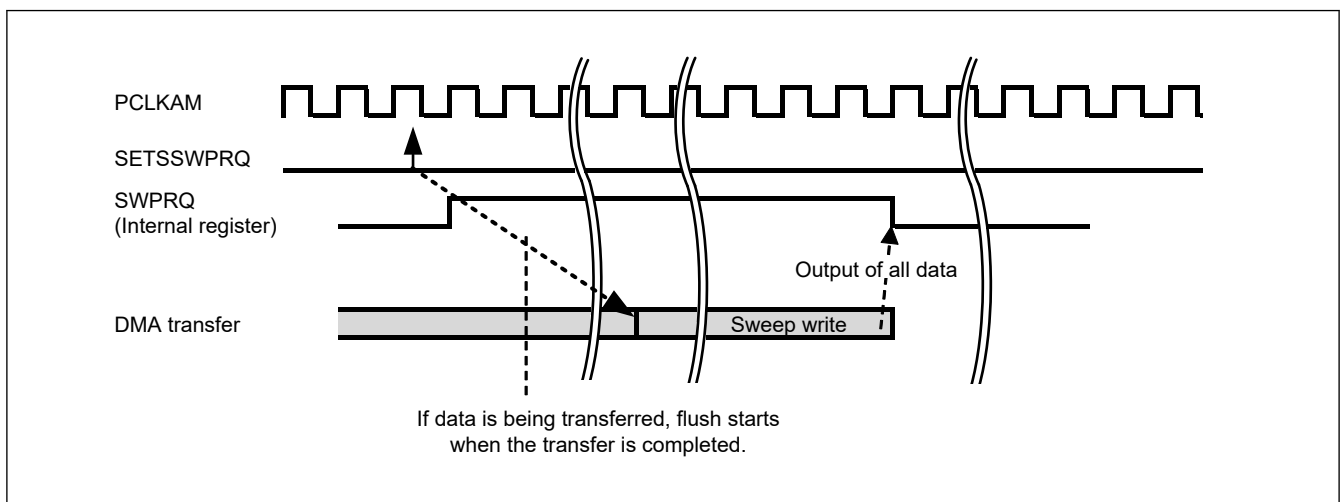 PCLKAM
SETSSWPRQ
SWPRQ
(Internal register)
Output of all data
DMA transfer
Sweep write
If data is being transferred, flush starts
when the transfer is completed.